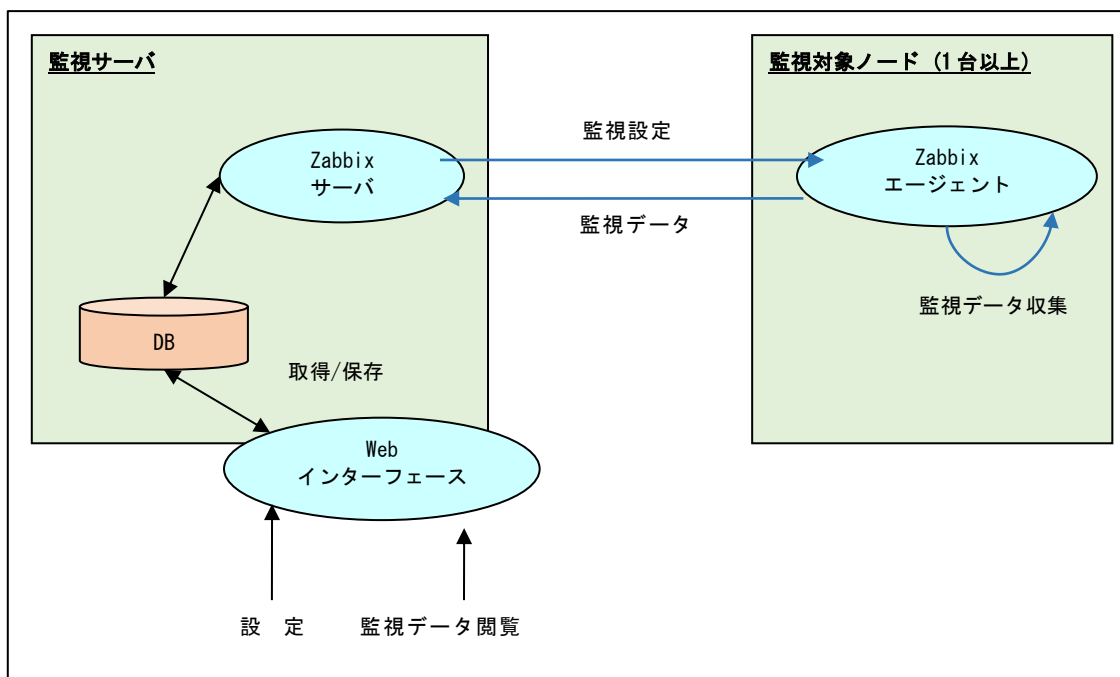 監視サーバ
監視対象ノード (1台以上)
監視設定
Zabbix
サーバ
Zabbix
エージェント
監視データ
監視データ収集
DB
取得/保存
Web
インターフェース
設　定
監視データ閲覧